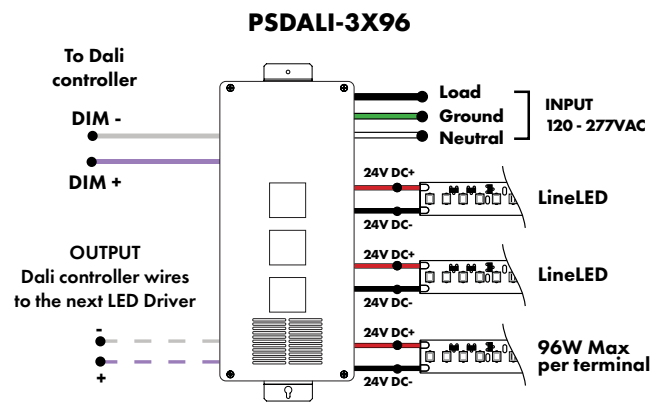 PSDALI-3X96
To Dali
controller
DIM -
DIM +
OUTPUT
Dali controller wires
to the next LED Driver
-
+
Load
Ground
Neutral
INPUT
120 - 277VAC
24V DC+
24V DC-
LineLED
24V DC+
24V DC-
LineLED
24V DC+
24V DC-
96W Max
per terminal